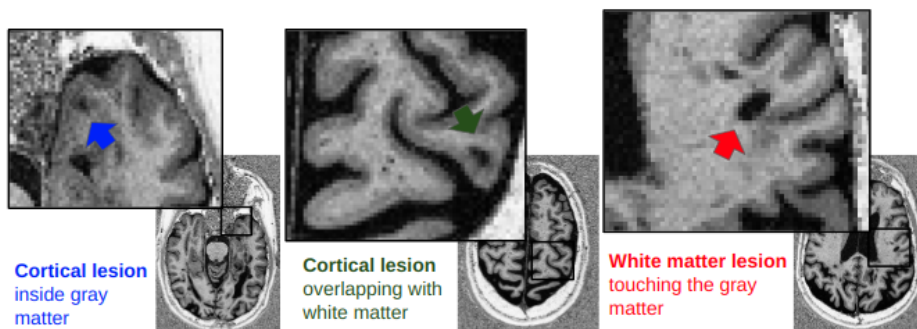 Cortical lesion
inside gray
matter
Cortical lesion
overlapping with
white matter
White matter lesion
touching the gray
matter